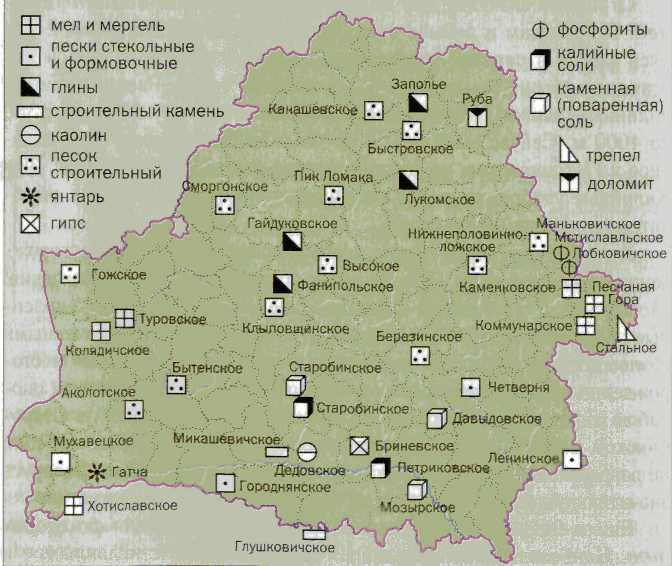 мел и мергель
пески стекольные
и формовочные
глины
строительный камень
каолин
песок
строительный
янтарь
гипс
фосфориты
калийные
соли
каменная
(поваренная)
соль
трепел
доломит
Заполье
Руба
Канашевское
Быстровское
Пик Ломака
Сморгонское
Лукомское
Гайдуковское
Нижнеполовинно-
ложское
Маньковичское
Мстиславльское
Лобковичское
Гожское
Высокое
Фанипольское
Каменковское
Песчаная
Гора
Туровское
Клыповщинское
Коммунарское
Колядичское
Березинское
Стальное
Бытенское
Старобинское
Четверня
Аколотское
Старобинское
Давыдовское
Мухавецкое
Микашевичское
Бриневское
Ленинское
Гатча
Дедовское
Петриковское
Городнянское
Мозырское
Хотиславское
Глушковичское